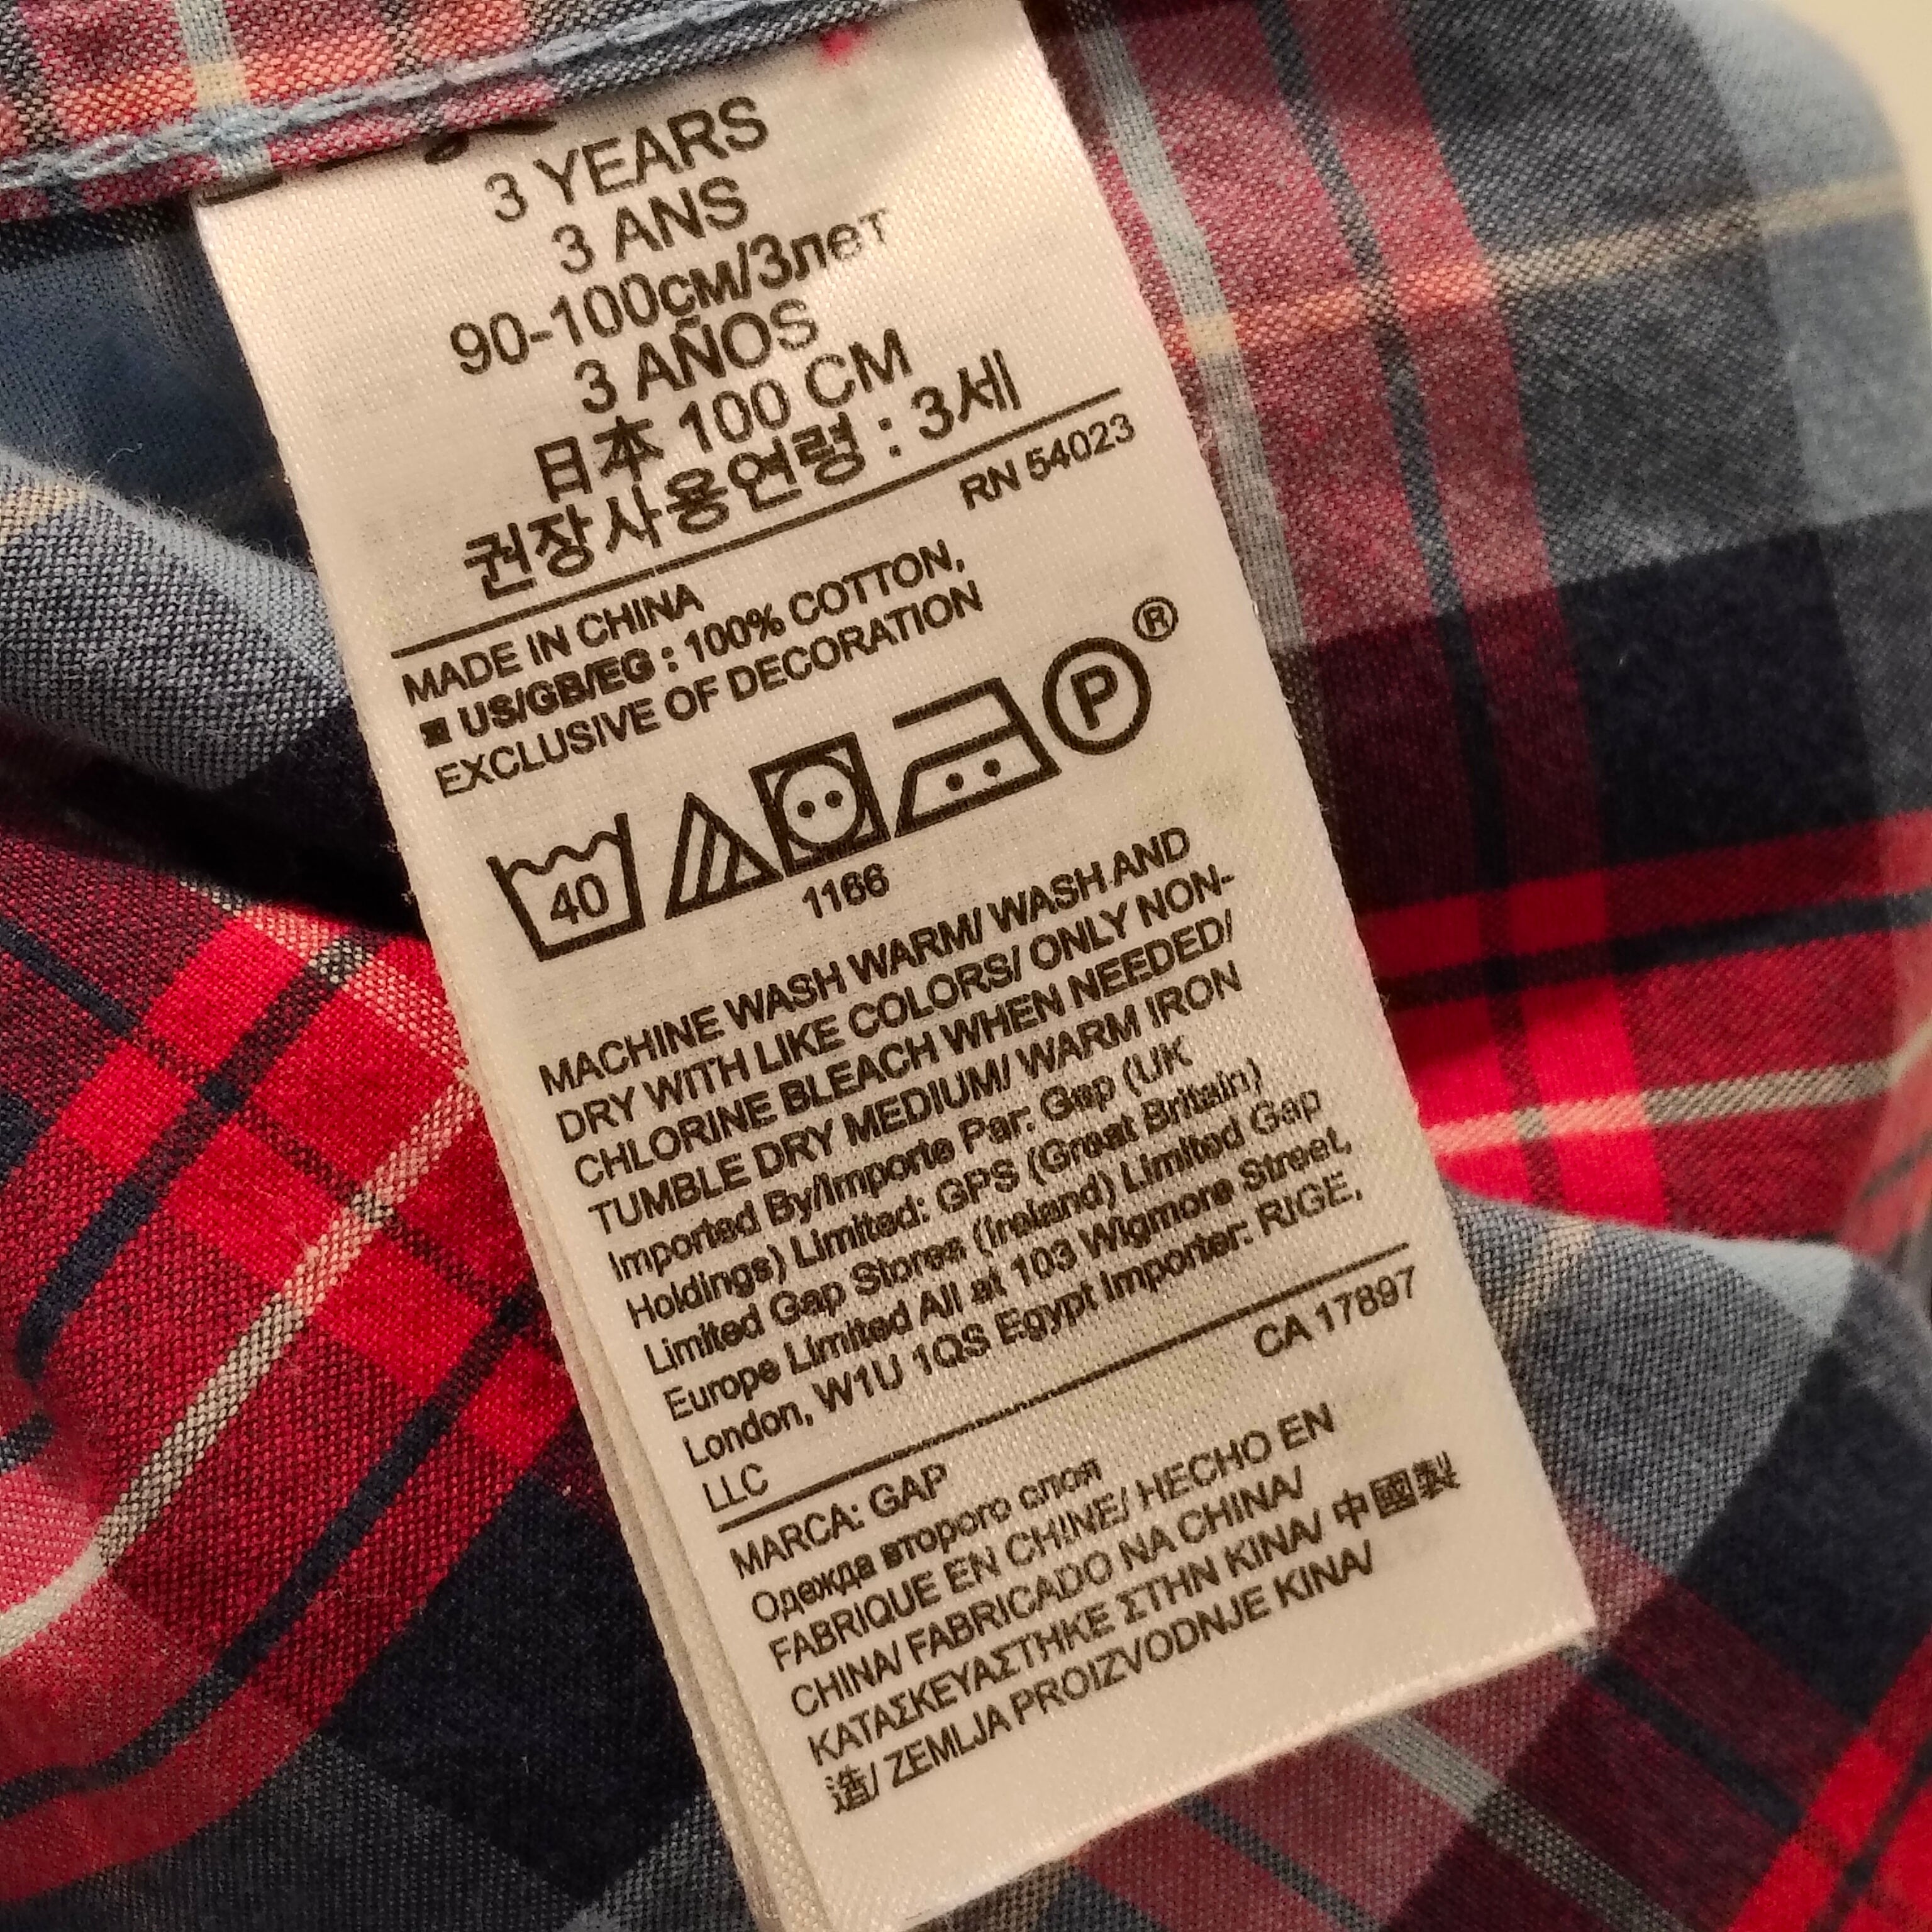 3 YEARS
3 ANS
90-100см/3лет
3 AÑOS
日本 100 CM
권장사용연령 : 3세
RN 54023
MADE IN CHINA
■ US/GB/EG : 100% COTTON,
EXCLUSIVE OF DECORATION
40
P ®
1166
MACHINE WASH WARM/ WASH AND
DRY WITH LIKE COLORS/ ONLY NON-
CHLORINE BLEACH WHEN NEEDED/
TUMBLE DRY MEDIUM/ WARM IRON
Imported By/Importe Par: Gap (UK
Holdings) Limited: GPS (Great Britain)
Limited Gap Stores (Ireland) Limited Gap
Europe Limited All at 103 Wigmore Street,
London, W1U 1QS Egypt Importer: RIGE,
LLC
CA 17897
MARCA: GAP
Одежда второго слоя
FABRIQUE EN CHINE/ HECHO EN
CHINA/ FABRICADO NA CHINA/
ΚΑΤΑΣΚΕΥΑΣΤΗΚΕ ΣΤΗΝ ΚΙΝΑ/ 中國製
造/ ZEMLJA PROIZVODNJE KINA/